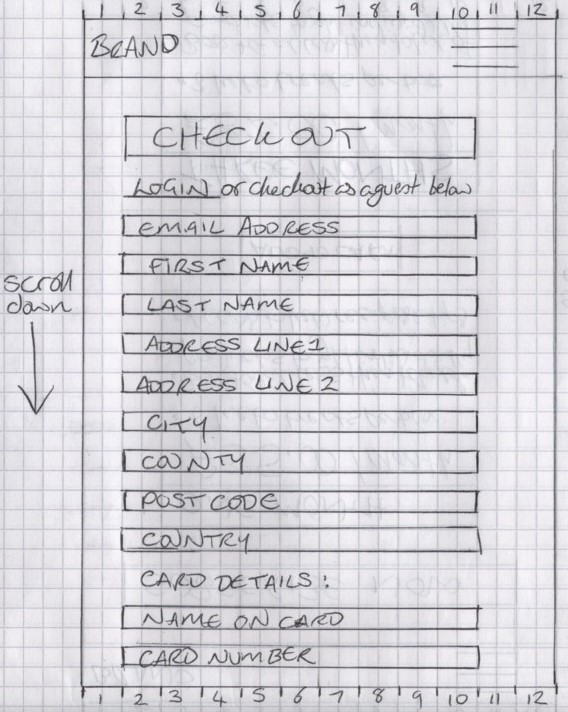 1 2 3 4 5 6 7 8 9 10 11 12
BRAND
CHECKOUT
LOGIN or checkout as a guest below
EMAIL ADDRESS
FIRST NAME
scroll
down
LAST NAME
ADDRESS LINE 1
ADDRESS LINE 2
CITY
COUNTY
POSTCODE
COUNTRY
CARD DETAILS:
NAME ON CARD
CARD NUMBER
1 2 3 4 5 6 7 8 9 10 11 12